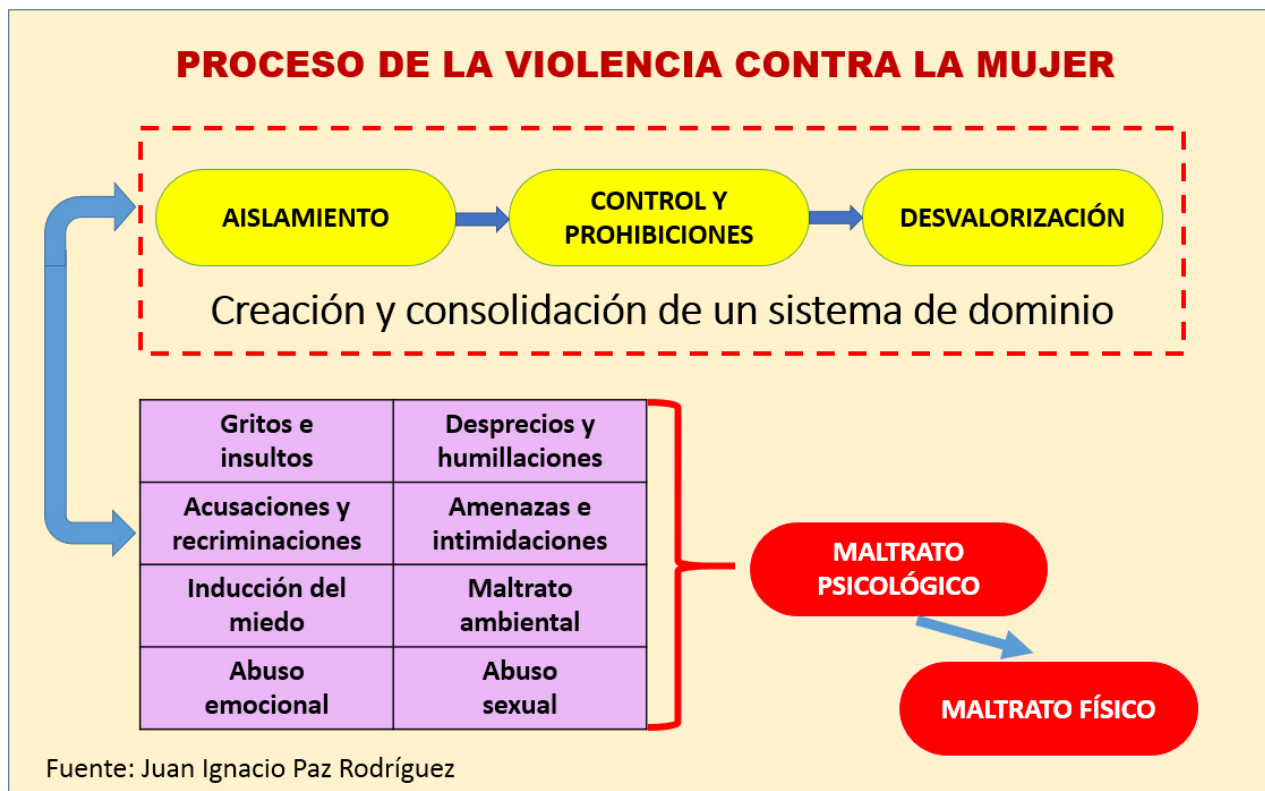 PROCESO DE LA VIOLENCIA CONTRA LA MUJER
AISLAMIENTO
CONTROL Y
PROHIBICIONES
DESVALORIZACIÓN
Creación y consolidación de un sistema de dominio
Gritos e
insultos
Desprecios y
humillaciones
Acusaciones y
recriminaciones
Amenazas e
intimidaciones
Inducción del
miedo
Maltrato
ambiental
Abuso
emocional
Abuso
sexual
MALTRATO
PSICOLÓGICO
MALTRATO FÍSICO
Fuente: Juan Ignacio Paz Rodríguez